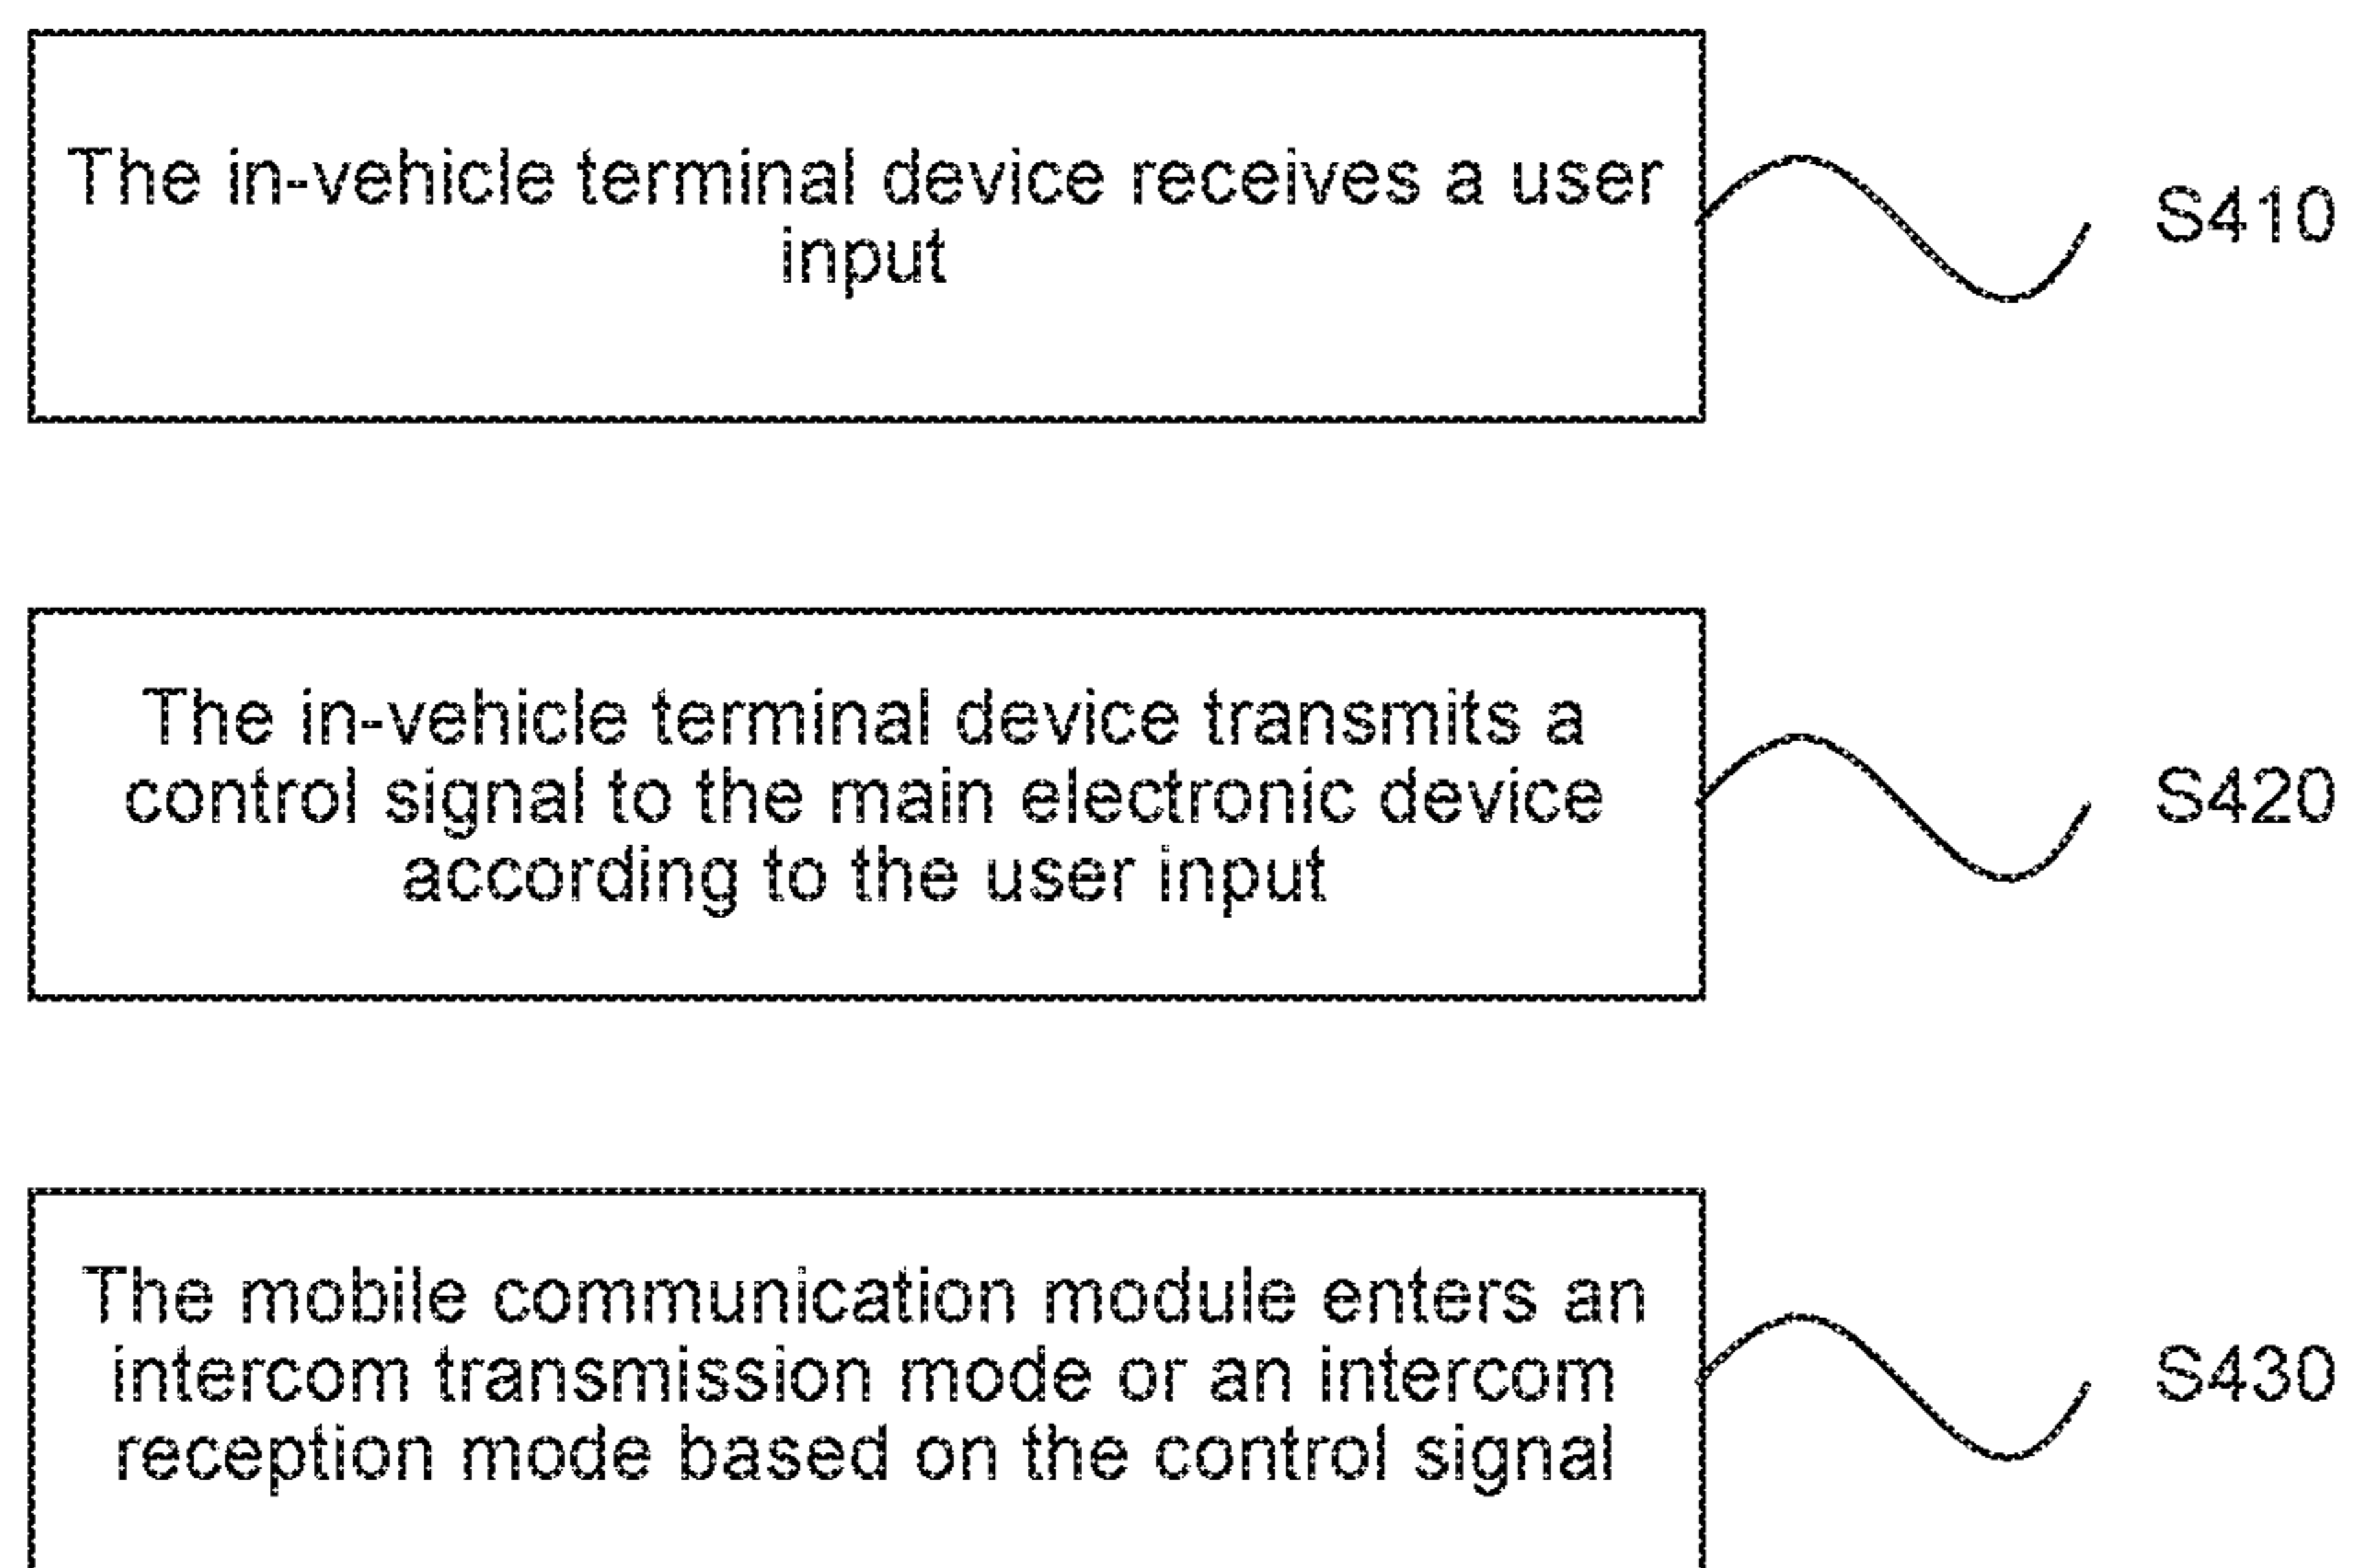 The in-vehicle terminal device receives a user
input
S410
The in-vehicle terminal device transmits a
control signal to the main electronic device
according to the user input
S420
The mobile communication module enters an
intercom transmission mode or an intercom
reception mode based on the control signal
S430